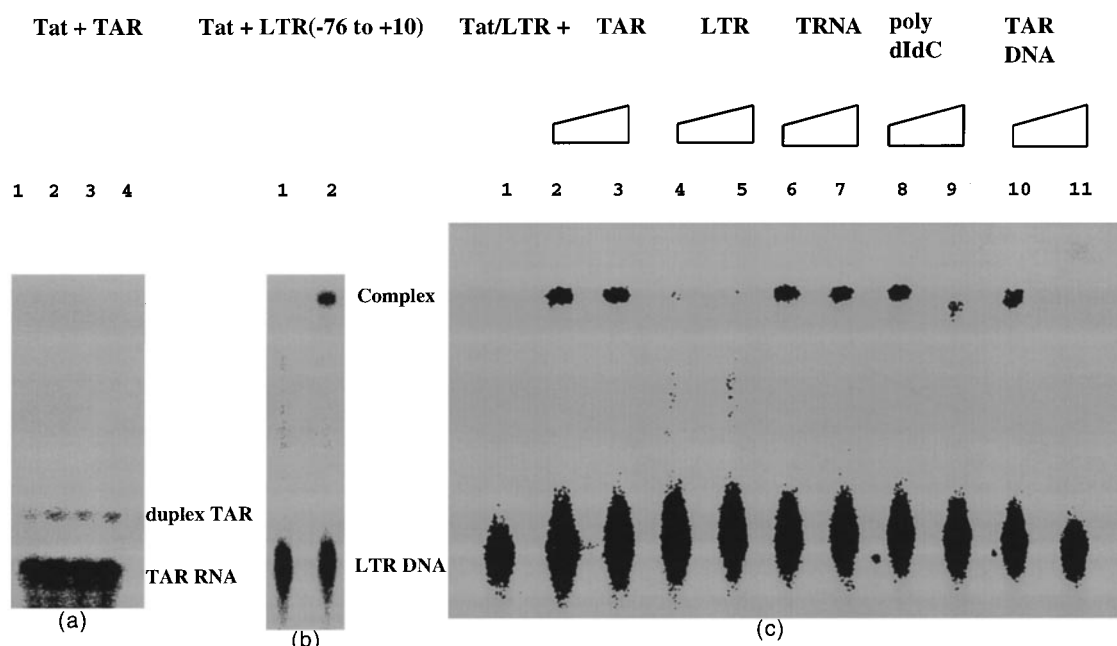 Tat + TAR
Tat + LTR(-76 to +10)
Tat/LTR +
TAR
LTR
TRNA
poly
dIdC
TAR
DNA
1 2 3 4
1 2
1 2 3 4 5 6 7 8 9 10 11
Complex
duplex TAR
TAR RNA
LTR DNA
(a)
(b)
(c)